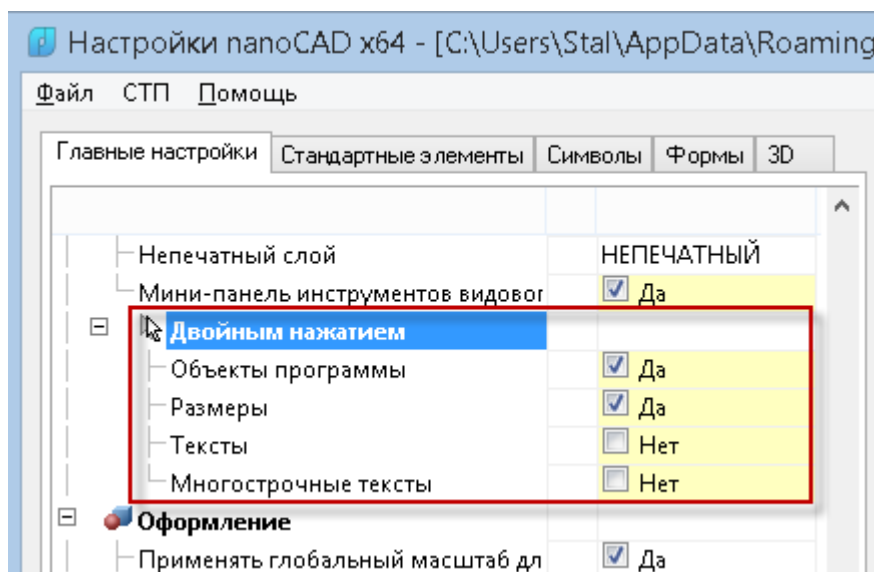 Настройки nanoCAD x64 - [C:\Users\Stal\AppData\Roaming
Файл СТП Помощь
Главные настройки Стандартные элементы Символы Формы 3D
Непечатный слой НЕПЕЧАТНЫЙ
Мини-панель инструментов видовог Да
Двойным нажатием
Объекты программы Да
Размеры Да
Тексты Нет
Многострочные тексты Нет
Оформление
Применять глобальный масштаб дл Да